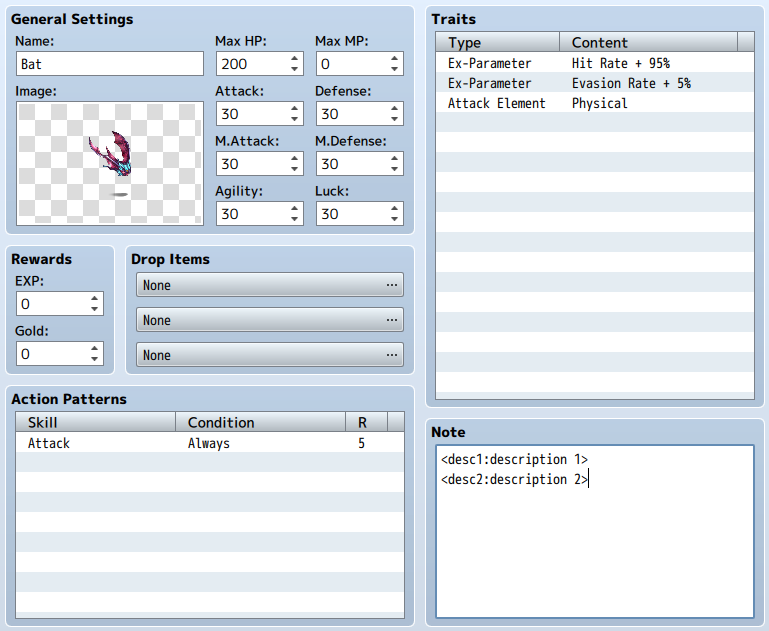 General Settings
Name:
Bat
Max HP:
200
Max MP:
0
Image:
Attack:
30
Defense:
30
M.Attack:
30
M.Defense:
30
Agility:
30
Luck:
30
Rewards
EXP:
0
Gold:
0
Drop Items
None ...
None ...
None ...
Action Patterns
Skill Condition R
Attack Always 5
Traits
Type Content
Ex-Parameter Hit Rate + 95%
Ex-Parameter Evasion Rate + 5%
Attack Element Physical
Note
<desc1:description 1>
<desc2:description 2>